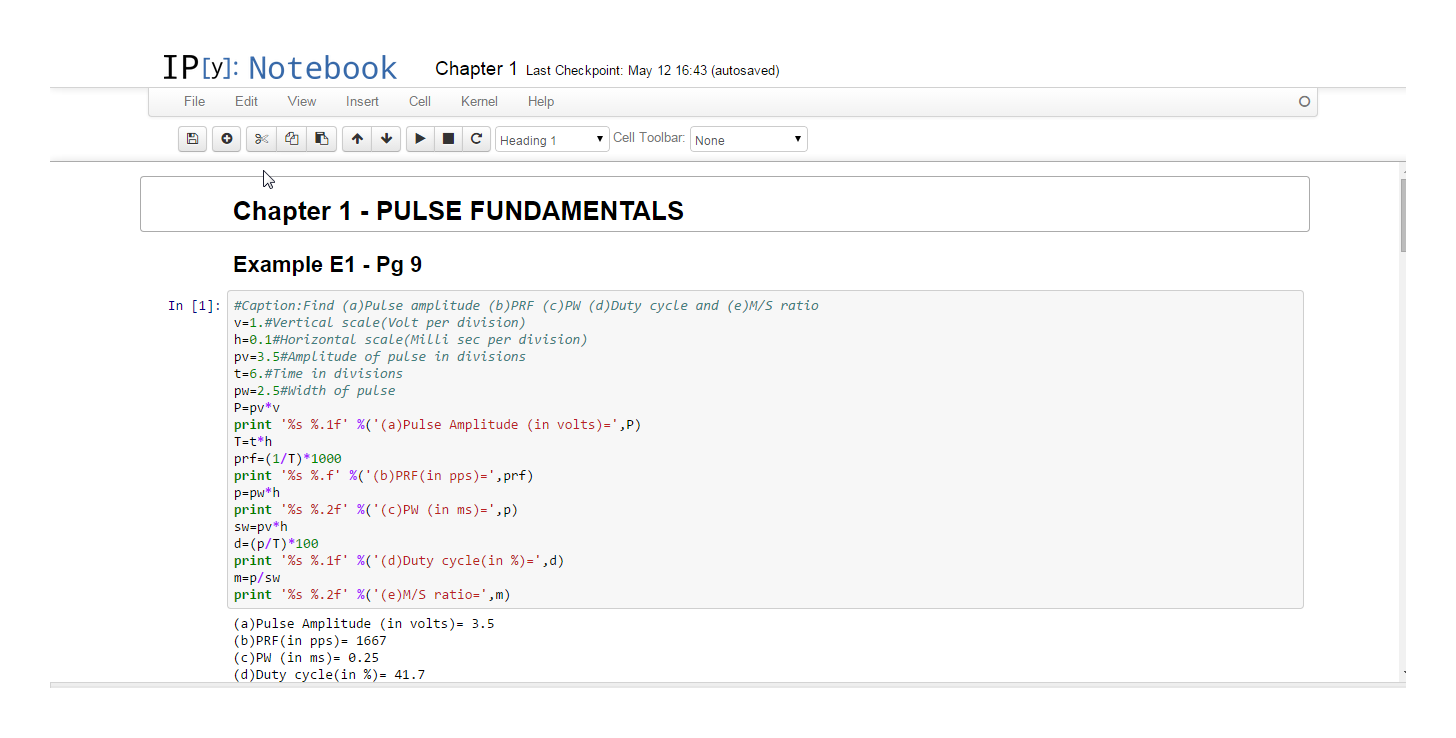 IP[y]: Notebook Chapter 1 Last Checkpoint: May 12 16:43 (autosaved)
File Edit View Insert Cell Kernel Help
Heading 1 Cell Toolbar: None
Chapter 1 - PULSE FUNDAMENTALS
Example E1 - Pg 9
In [1]: #Caption:Find (a)Pulse amplitude (b)PRF (c)PW (d)Duty cycle and (e)M/S ratio
v=1.#Vertical scale(Volt per division)
h=0.1#Horizontal scale(Milli sec per division)
pv=3.5#Amplitude of pulse in divisions
t=6.#Time in divisions
pw=2.5#Width of pulse
P=pv*v
print '%s %.1f' %('(a)Pulse Amplitude (in volts)=',P)
T=t*h
prf=(1/T)*1000
print '%s %.f' %('(b)PRF(in pps)=',prf)
p=pw*h
print '%s %.2f' %('(c)PW (in ms)=',p)
sw=pv*h
d=(p/T)*100
print '%s %.1f' %('(d)Duty cycle(in %)=',d)
m=p/sw
print '%s %.2f' %('(e)M/S ratio=',m)
(a)Pulse Amplitude (in volts)= 3.5
(b)PRF(in pps)= 1667
(c)PW (in ms)= 0.25
(d)Duty cycle(in %)= 41.7